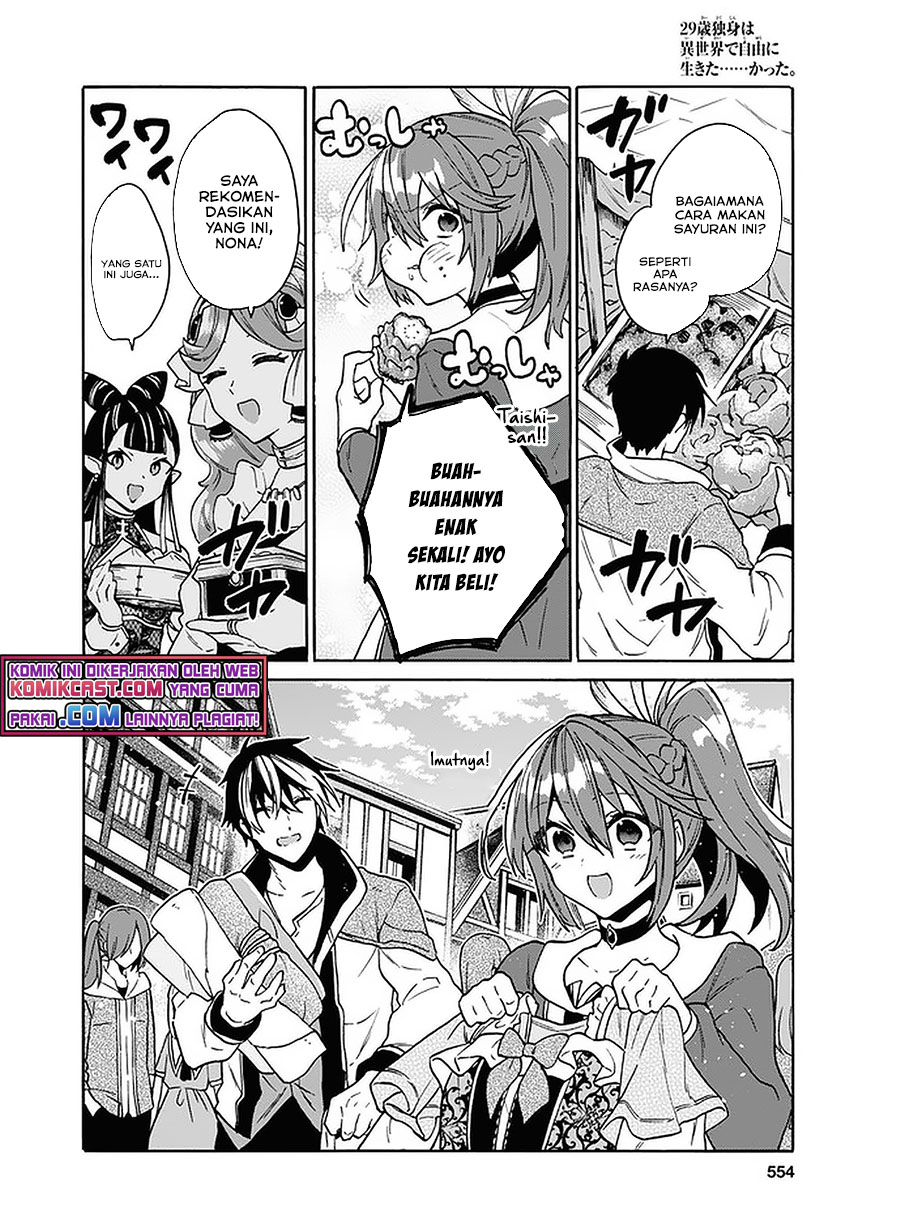 29歳独身は
異世界で自由に
生きた……かった。
ガヤ
BAGAIAMANA
CARA MAKAN
SAYURAN INI?
SEPERTI
APA
RASANYA?
ガヤ
むっしゃ
むっしゃ
Taishi-
san!!
BUAH-
BUAHANNYA
ENAK
SEKALI! AYO
KITA BELI!
ワイ
ワイ
SAYA
REKOMEN-
DASIKAN
YANG INI,
NONA!
YANG SATU
INI JUGA...
ガヤ
ガヤ
KOMIK INI DIKERJAKAN OLEH WEB
KOMIKCAST.COM YANG CUMA
PAKAI .COM LAINNYA PLAGIAT!
Imutnya!
554